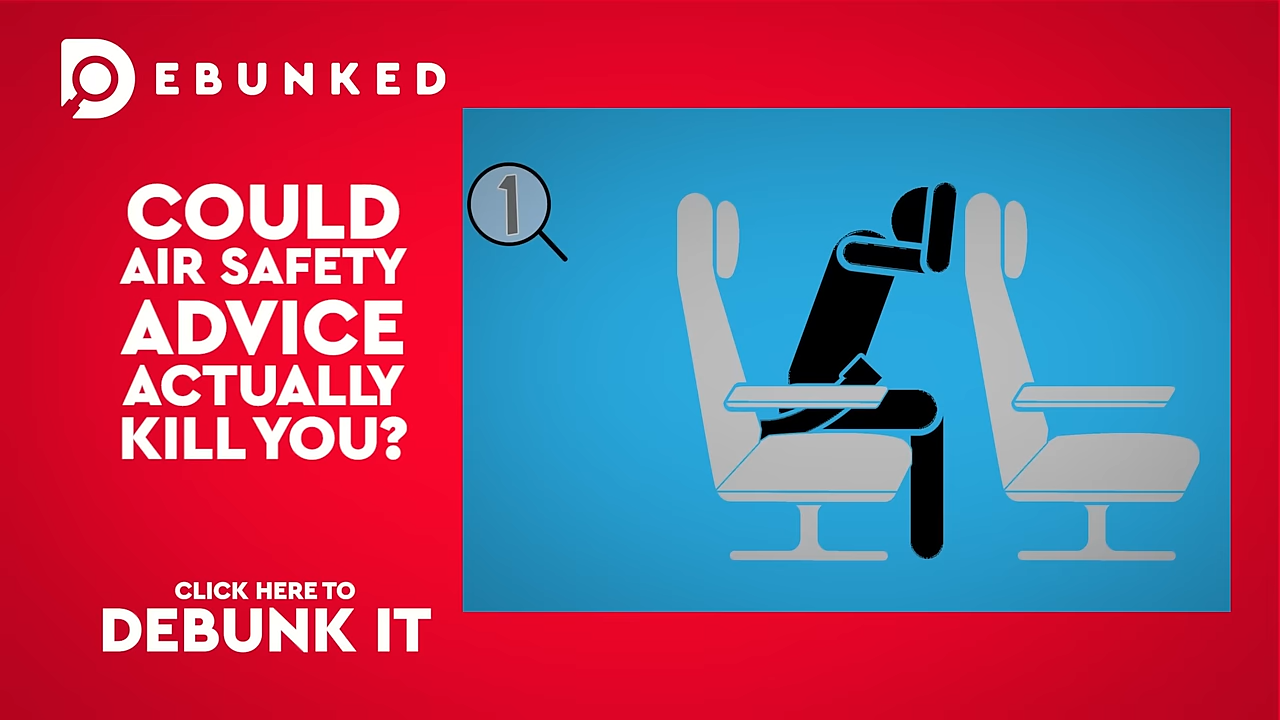 DEBUNKED
COULD
AIR SAFETY
ADVICE
ACTUALLY
KILL YOU?
1
CLICK HERE TO
DEBUNK IT